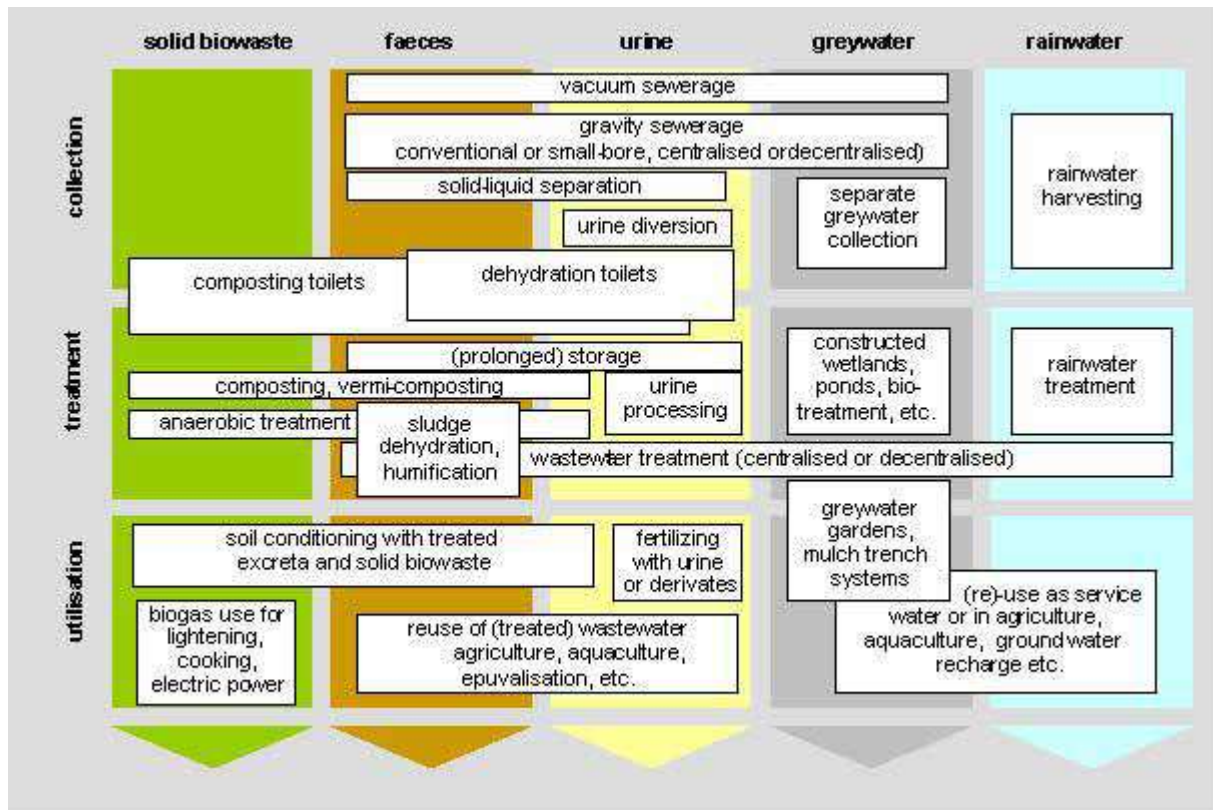 solid biowaste
faeces
urine
greywater
rainwater
collection
vacuum sewerage
gravity sewerage
conventional or small-bore, centralised ordecentralised)
solid-liquid separation
urine diversion
separate
greywater
collection
rainwater
harvesting
composting toilets
dehydration toilets
treatment
(prolonged) storage
composting, vermi-composting
urine
processing
anaerobic treatment
sludge
dehydration,
humification
constructed
wetlands,
ponds, bio-
treatment, etc.
rainwater
treatment
wastewter treatment (centralised or decentralised)
utilisation
soil conditioning with treated
excreta and solid biowaste
fertilizing
with urine
or derivates
greywater
gardens,
mulch trench
systems
biogas use for
lightening,
cooking,
electric power
reuse of (treated) wastewater
agriculture, aquaculture,
epuvalisation, etc.
(re)-use as service
water or in agriculture,
aquaculture, ground water
recharge etc.